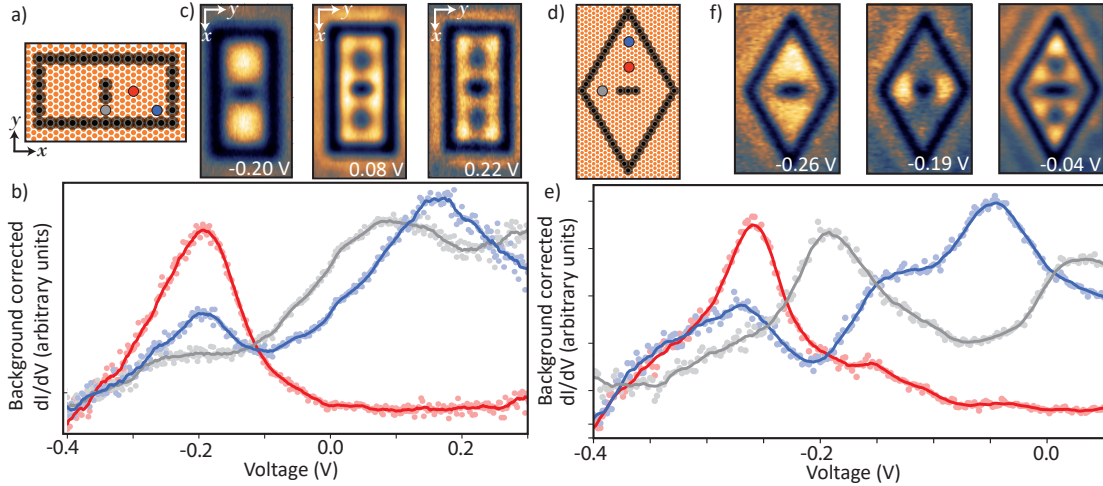 a)
y
x
c)
y
x
-0.20 V
y
x
0.08 V
y
x
0.22 V
d)
f)
-0.26 V
-0.19 V
-0.04 V
b)
Background corrected
dI/dV (arbitrary units)
-0.4
-0.2
0.0
0.2
Voltage (V)
e)
Background corrected
dI/dV (arbitrary units)
-0.4
-0.2
0.0
Voltage (V)